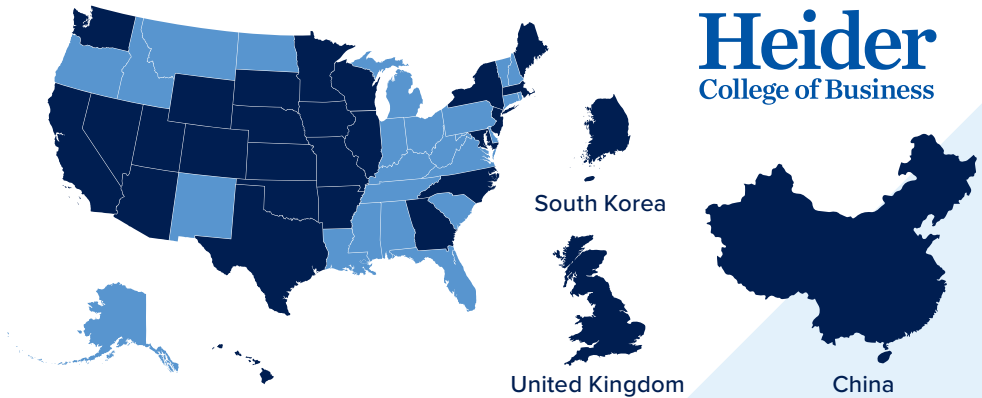 Heider
College of Business
South Korea
United Kingdom
China